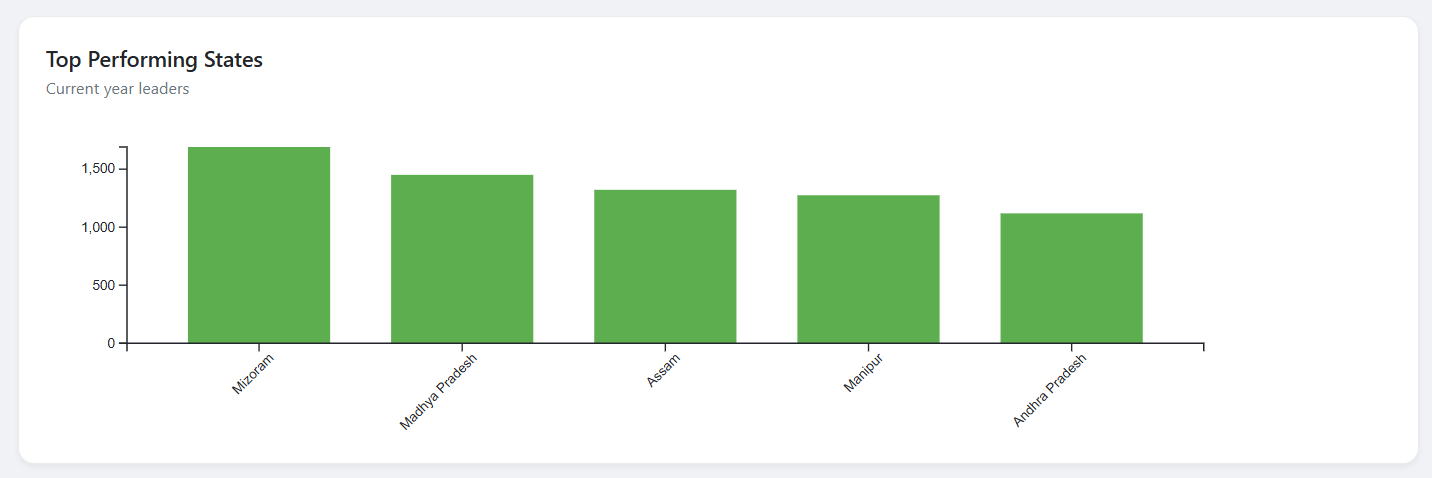 Top Performing States
Current year leaders
1,500
1,000
500
0
Mizoram
Madhya Pradesh
Assam
Manipur
Andhra Pradesh